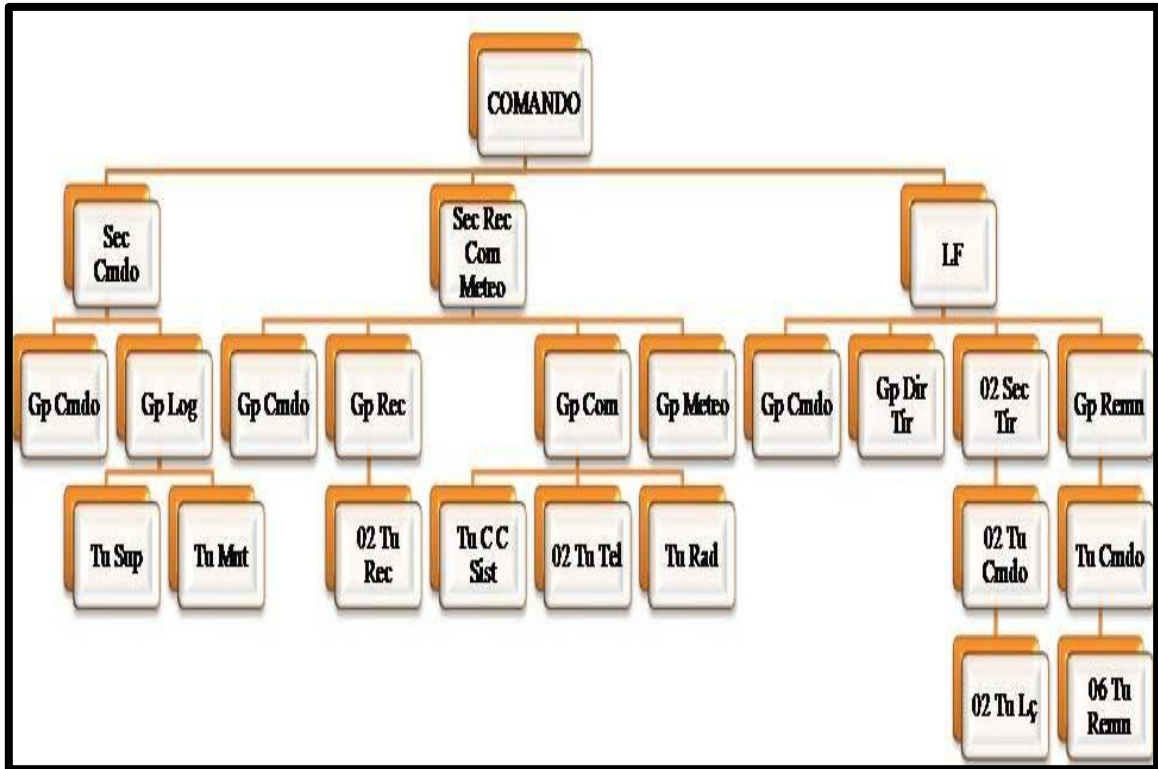 COMANDO
Sec
Cmdo
Sec Rec
Com
Meteo
LF
Gp Cmdo
Gp Log
Gp Cmdo
Gp Rec
Gp Com
Gp Meteo
Gp Cmdo
Gp Dir
Tir
02 Sec
Tir
Gp Remn
Tu Sup
Tu Mnt
02 Tu
Rec
Tu C C
Sist
02 Tu Tel
Tu Rad
02 Tu
Cmdo
Tu Cmdo
02 Tu Lç
06 Tu
Remn